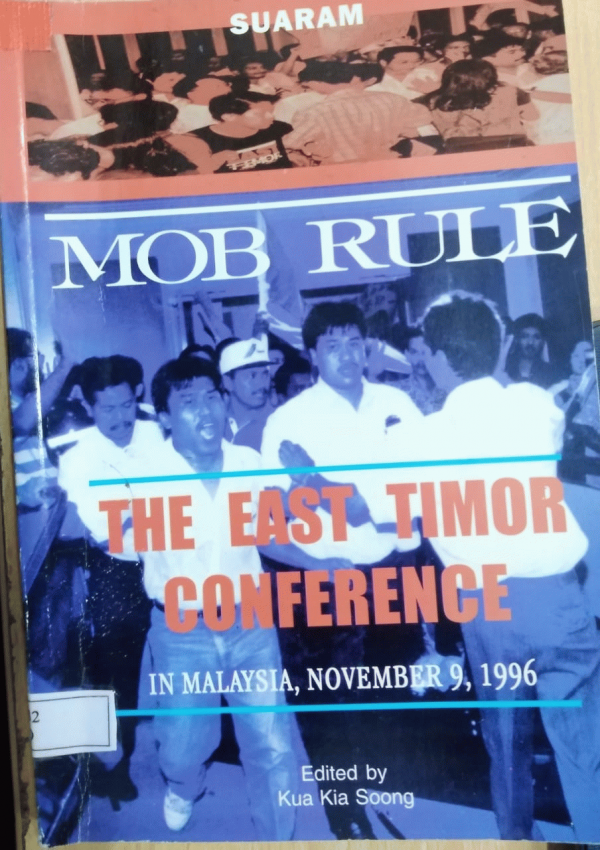 SUARAM
MOB RULE
THE EAST TIMOR
CONFERENCE
IN MALAYSIA, NOVEMBER 9, 1996
Edited by
Kua Kia Soong